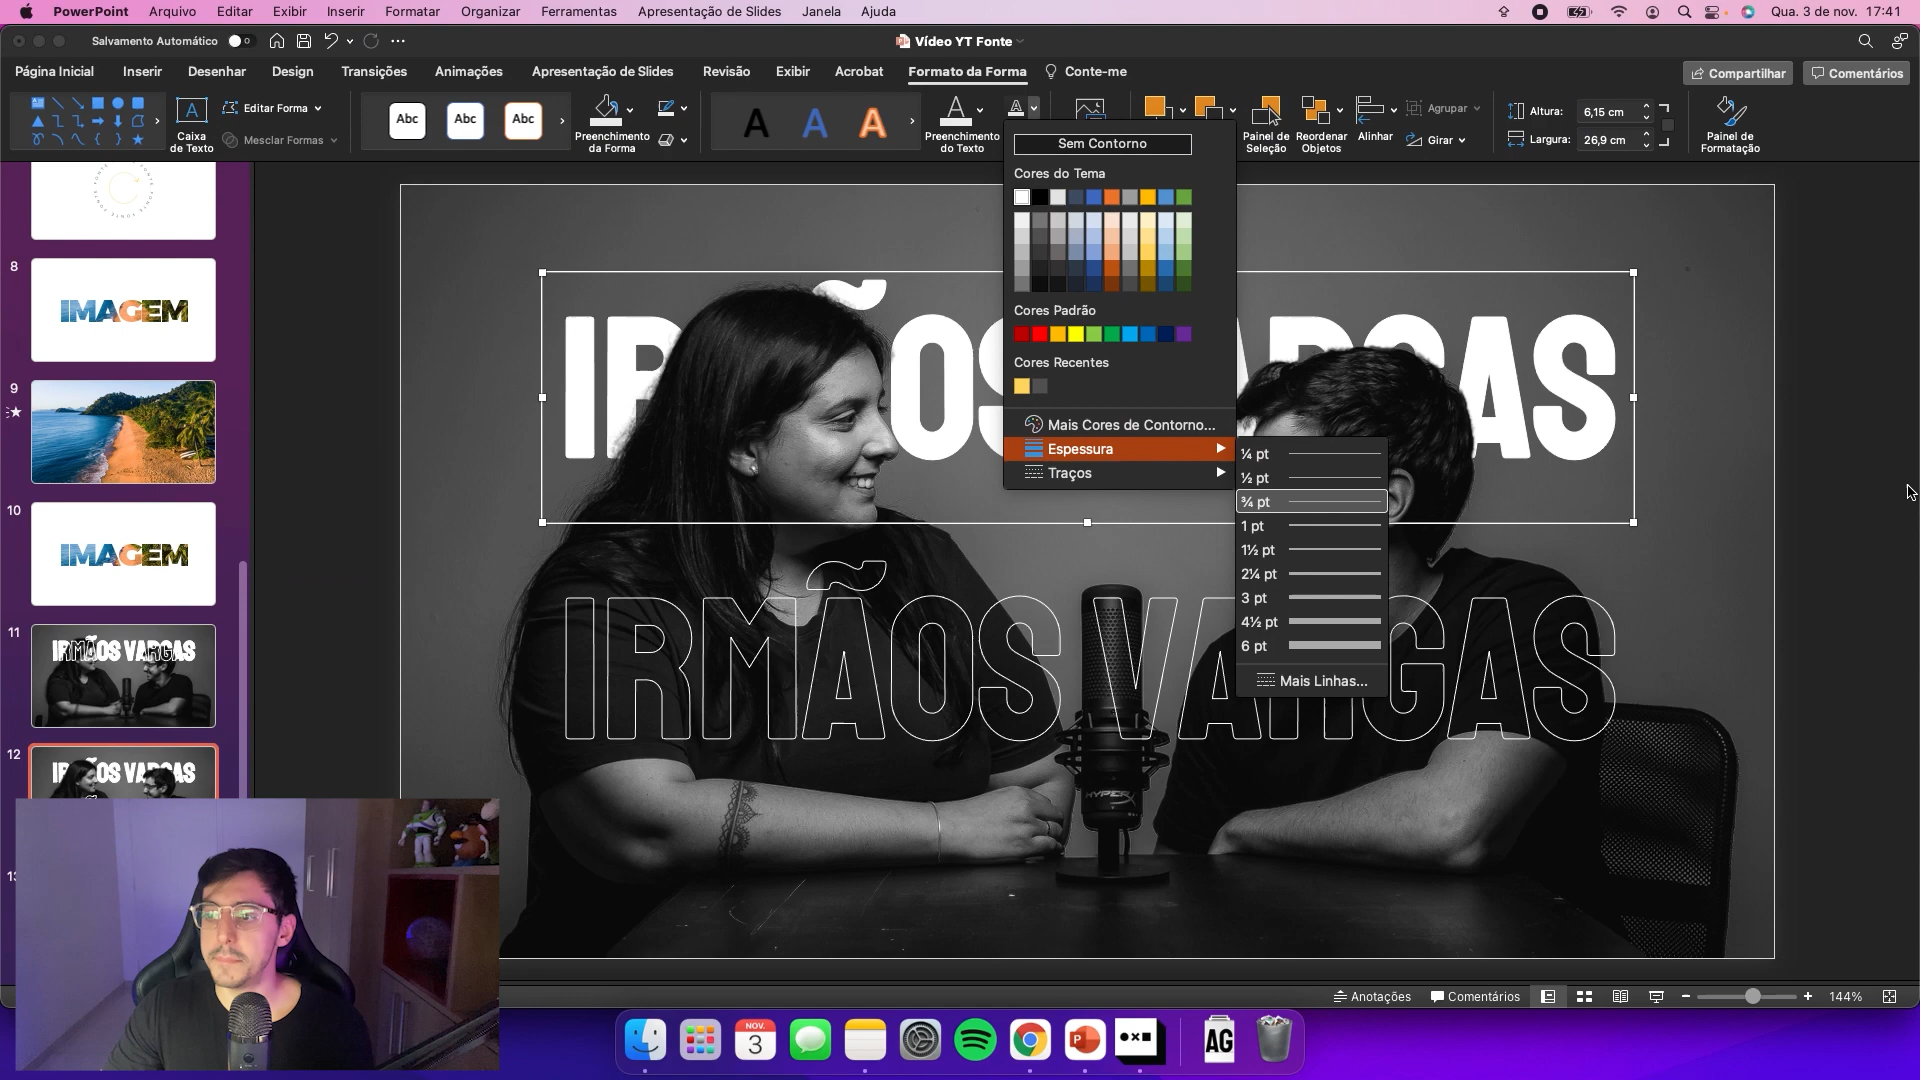 PowerPoint Arquivo Editar Exibir Inserir Formatar Organizar Ferramentas Apresentação de Slides Janela Ajuda Qua. 3 de nov. 17:41
Salvamento Automático Vídeo YT Fonte
Página Inicial Inserir Desenhar Design Transições Animações Apresentação de Slides Revisão Exibir Acrobat Formato da Forma Conte-me Compartilhar Comentários
Caixa de Texto
Editar Forma
Mesclar Formas
Abc Abc Abc
Preenchimento da Forma
A A A
Preenchimento do Texto
Painel de Seleção
Reordenar Objetos
Alinhar
Agrupar
Girar
Altura: 6,15 cm
Largura: 26,9 cm
Painel de Formatação
Sem Contorno
Cores do Tema
Cores Padrão
Cores Recentes
Mais Cores de Contorno...
Espessura
Traços
¼ pt
½ pt
¾ pt
1 pt
1½ pt
2¼ pt
3 pt
4½ pt
6 pt
Mais Linhas...
8
IMAGEM
9
10
IMAGEM
11
IRMÃOS VARGAS
12
IRMÃOS VARGAS
IRMÃOS VARGAS
IRMÃOS VARGAS
HYPERX
Anotações Comentários 144%
NOV.
3
AG